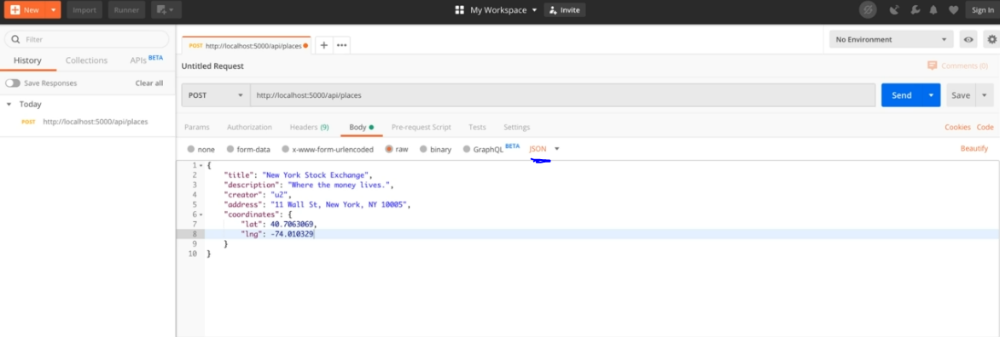 New Import Runner My Workspace Invite Sign In
Filter
History Collections APIs BETA
Save Responses Clear all
Today
POST http://localhost:5000/api/places
POST http://localhost:5000/api/places
No Environment
Untitled Request
Comments (0)
POST http://localhost:5000/api/places Send Save
Params Authorization Headers (9) Body Pre-request Script Tests Settings Cookies Code
none form-data x-www-form-urlencoded raw binary GraphQL BETA JSON Beautify
1 {
2 "title": "New York Stock Exchange",
3 "description": "Where the money lives.",
4 "creator": "u2",
5 "address": "11 Wall St, New York, NY 10005",
6 "coordinates": {
7 "lat": 40.7063069,
8 "lng": -74.010329
9 }
10 }